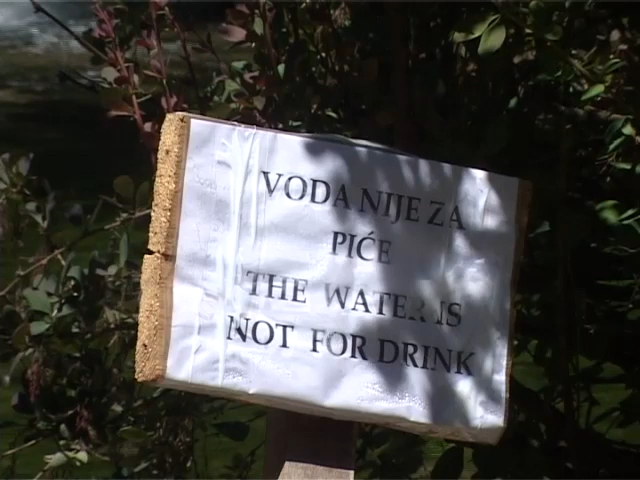 VODA NIJE ZA
PIĆE
THE WATER IS
NOT FOR DRINK